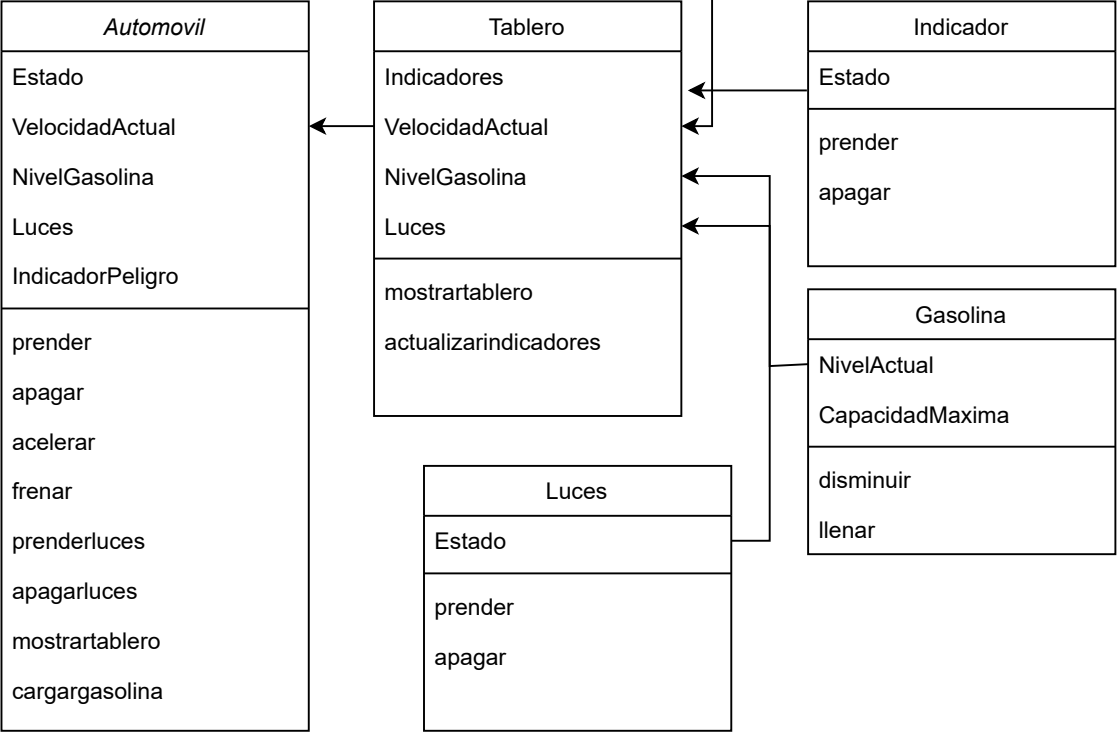 Automovil
Estado
VelocidadActual
NivelGasolina
Luces
IndicadorPeligro
prender
apagar
acelerar
frenar
prenderluces
apagarluces
mostrartablero
cargargasolina
Tablero
Indicadores
VelocidadActual
NivelGasolina
Luces
mostrartablero
actualizarindicadores
Luces
Estado
prender
apagar
Indicador
Estado
prender
apagar
Gasolina
NivelActual
CapacidadMaxima
disminuir
llenar